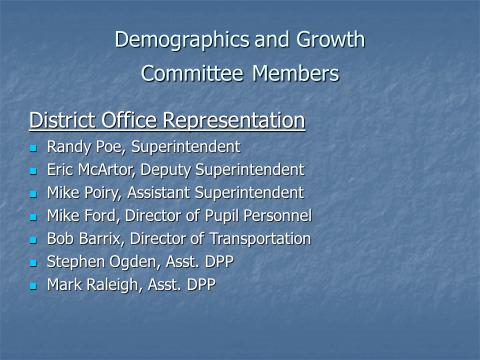 Demographics and Growth
Committee Members
District Office Representation
Randy Poe, Superintendent
Eric McArtor, Deputy Superintendent
Mike Poiry, Assistant Superintendent
Mike Ford, Director of Pupil Personnel
Bob Barrix, Director of Transportation
Stephen Ogden, Asst. DPP
Mark Raleigh, Asst. DPP